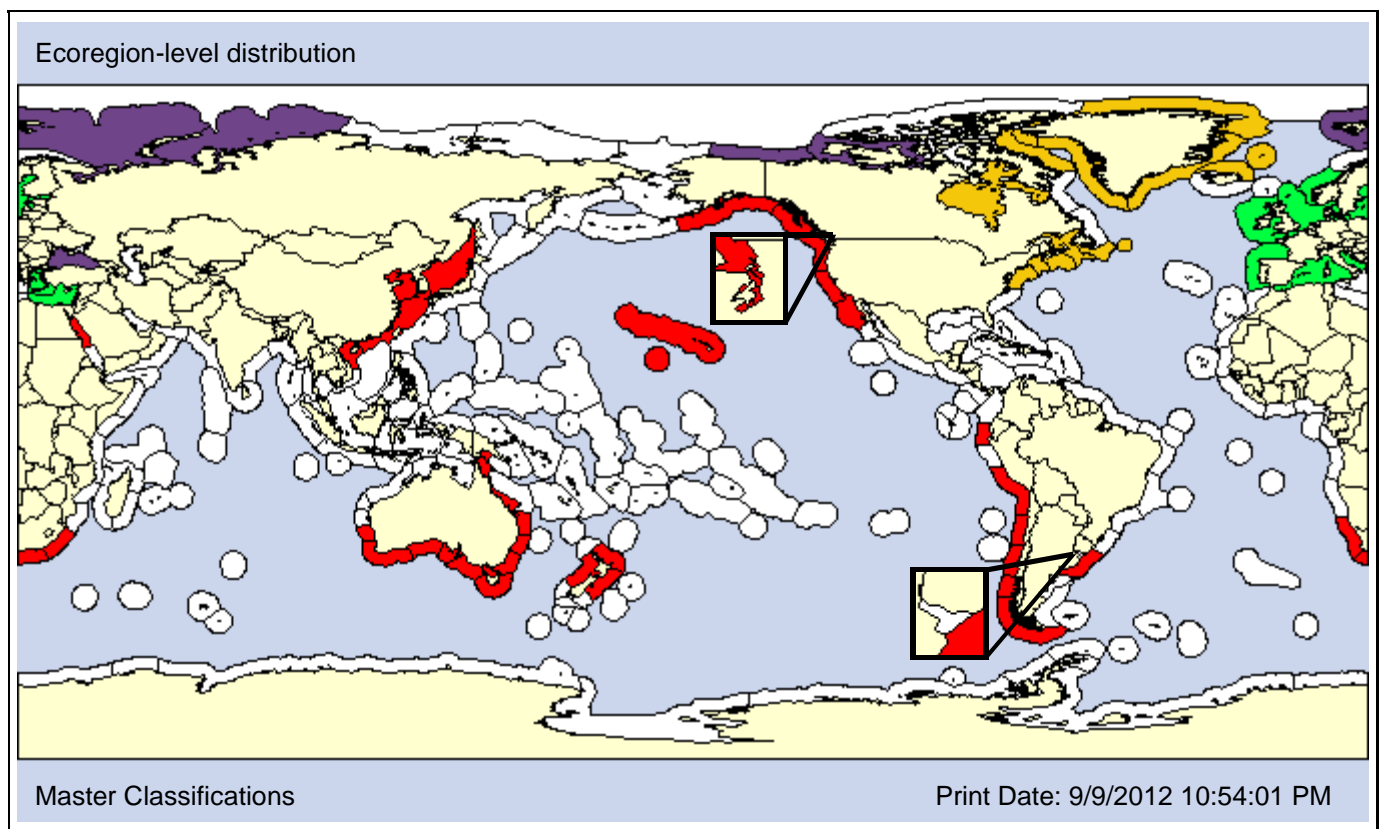 Ecoregion-level distribution
Master Classifications
Print Date: 9/9/2012 10:54:01 PM